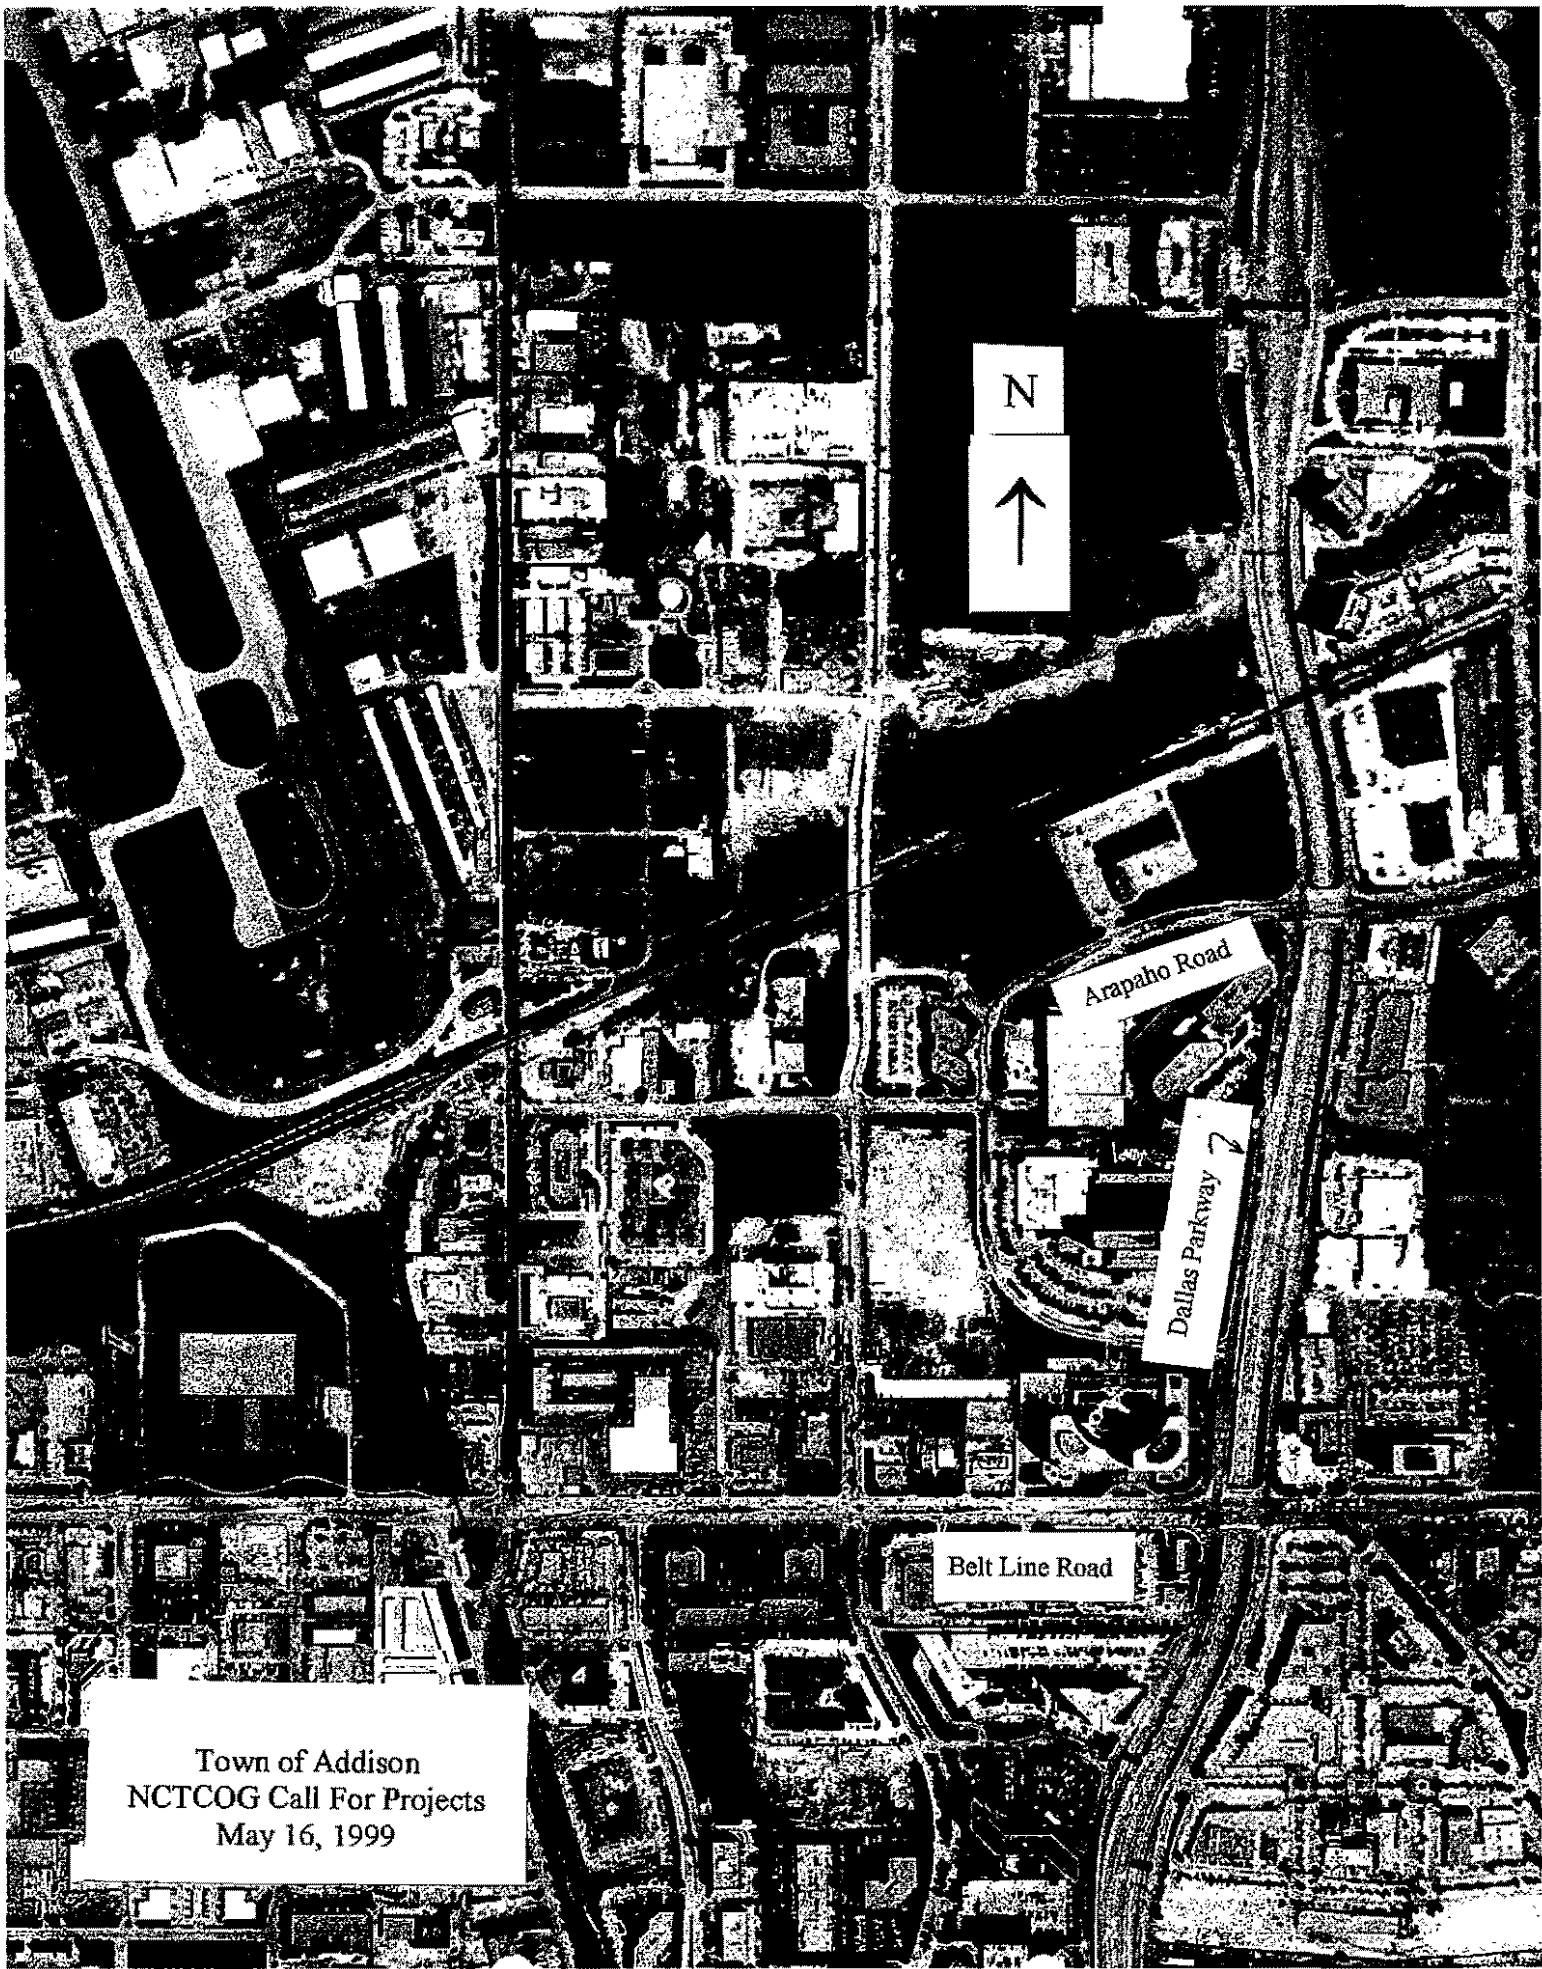 N
Arapaho Road
Dallas Parkway
Belt Line Road
Town of Addison
NCTCOG Call For Projects
May 16, 1999